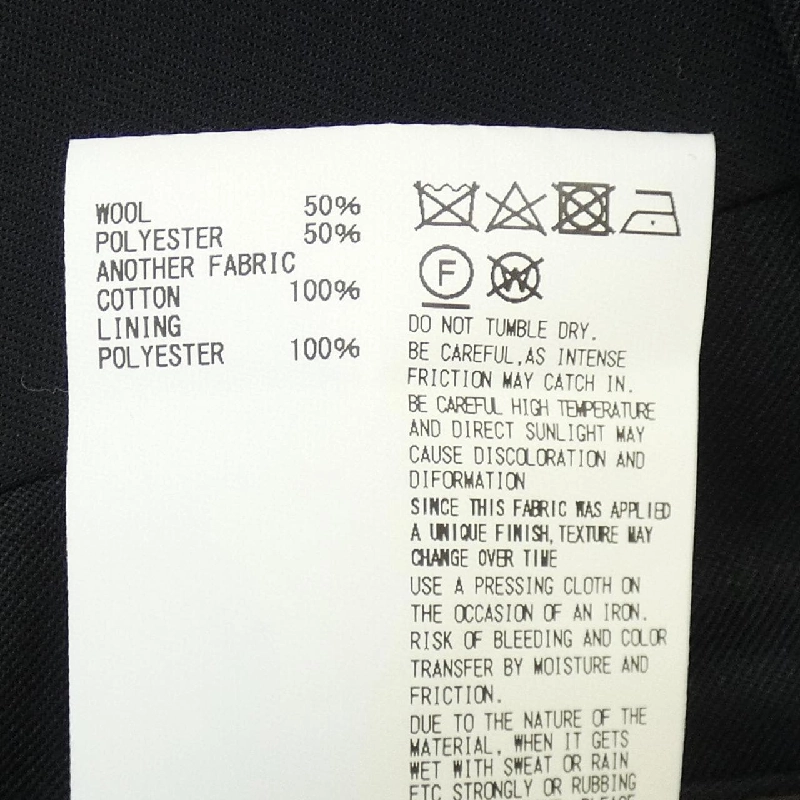 WOOL 50%
POLYESTER 50%
ANOTHER FABRIC
COTTON 100%
LINING
POLYESTER 100%
F W
DO NOT TUMBLE DRY.
BE CAREFUL,AS INTENSE
FRICTION MAY CATCH IN.
BE CAREFUL HIGH TEMPERATURE
AND DIRECT SUNLIGHT MAY
CAUSE DISCOLORATION AND
DIFORMATION
SINCE THIS FABRIC WAS APPLIED
A UNIQUE FINISH,TEXTURE MAY
CHANGE OVER TIME
USE A PRESSING CLOTH ON
THE OCCASION OF AN IRON.
RISK OF BLEEDING AND COLOR
TRANSFER BY MOISTURE AND
FRICTION.
DUE TO THE NATURE OF THE
MATERIAL, WHEN IT GETS
WET WITH SWEAT OR RAIN
ETC STRONGLY OR RUBBING